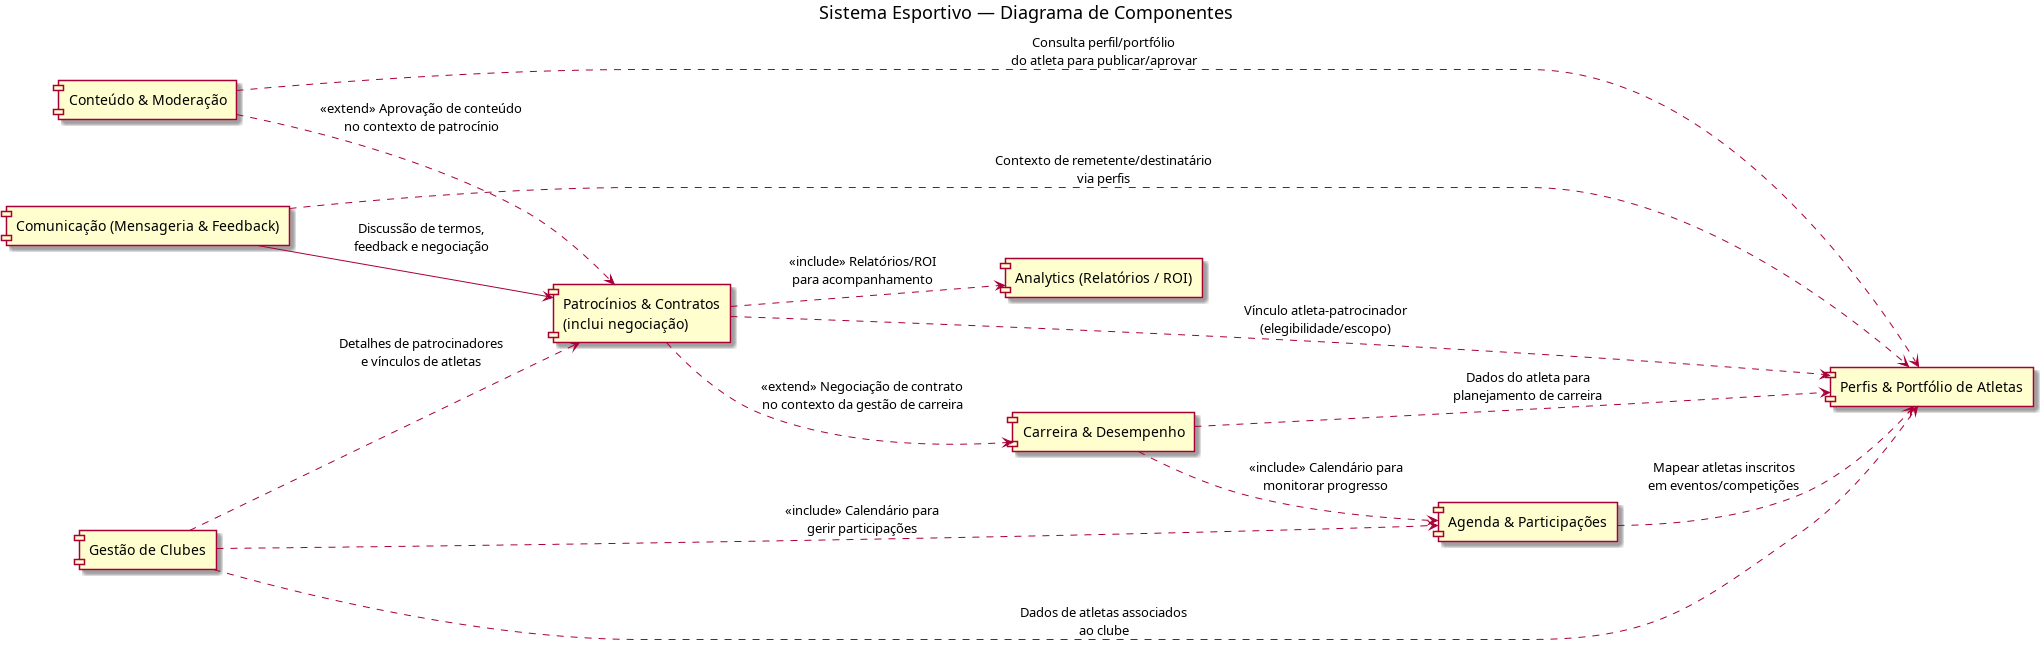 Sistema Esportivo — Diagrama de Componentes
Consulta perfil/portfólio
do atleta para publicar/aprovar
Conteúdo & Moderação
«extend» Aprovação de conteúdo
no contexto de patrocínio
Contexto de remetente/destinatário
via perfis
Comunicação (Mensageria & Feedback)
Discussão de termos,
feedback e negociação
«include» Relatórios/ROI
para acompanhamento
Analytics (Relatórios / ROI)
Patrocínios & Contratos
(inclui negociação)
Vínculo atleta-patrocinador
(elegibilidade/escopo)
Detalhes de patrocinadores
e vínculos de atletas
«extend» Negociação de contrato
no contexto da gestão de carreira
Dados do atleta para
planejamento de carreira
Perfis & Portfólio de Atletas
Carreira & Desempenho
«include» Calendário para
monitorar progresso
Mapear atletas inscritos
em eventos/competições
«include» Calendário para
gerir participações
Agenda & Participações
Gestão de Clubes
Dados de atletas associados
ao clube